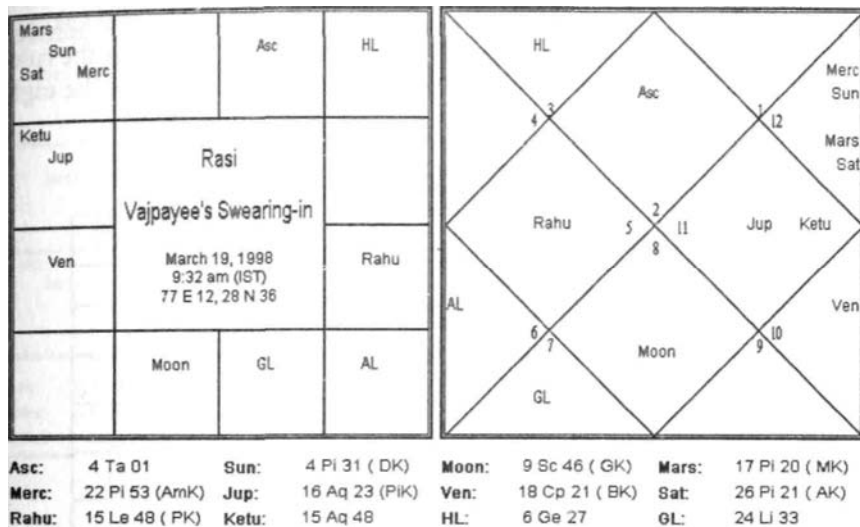 Mars
Sun
Sat Merc
Asc
HL
Ketu
Jup
Rasi
Vajpayee's Swearing-in
March 19, 1998
9:32 am (IST)
77 E 12, 28 N 36
Ven
Rahu
Moon
GL
AL
HL
Asc
Merc
Sun
3
4
1
12
Mars
Sat
Rahu
2
5 11
8
Jup Ketu
AL
Ven
6
7
10
9
Moon
GL
Asc: 4 Ta 01 Sun: 4 Pi 31 ( DK) Moon: 9 Sc 46 ( GK) Mars: 17 Pi 20 ( MK)
Merc: 22 Pi 53 (AmK) Jup: 16 Aq 23 (PiK) Ven: 18 Cp 21 ( BK) Sat: 26 Pi 21 ( AK)
Rahu: 15 Le 48 ( PK) Ketu: 15 Aq 48 HL: 6 Ge 27 GL: 24 Li 33